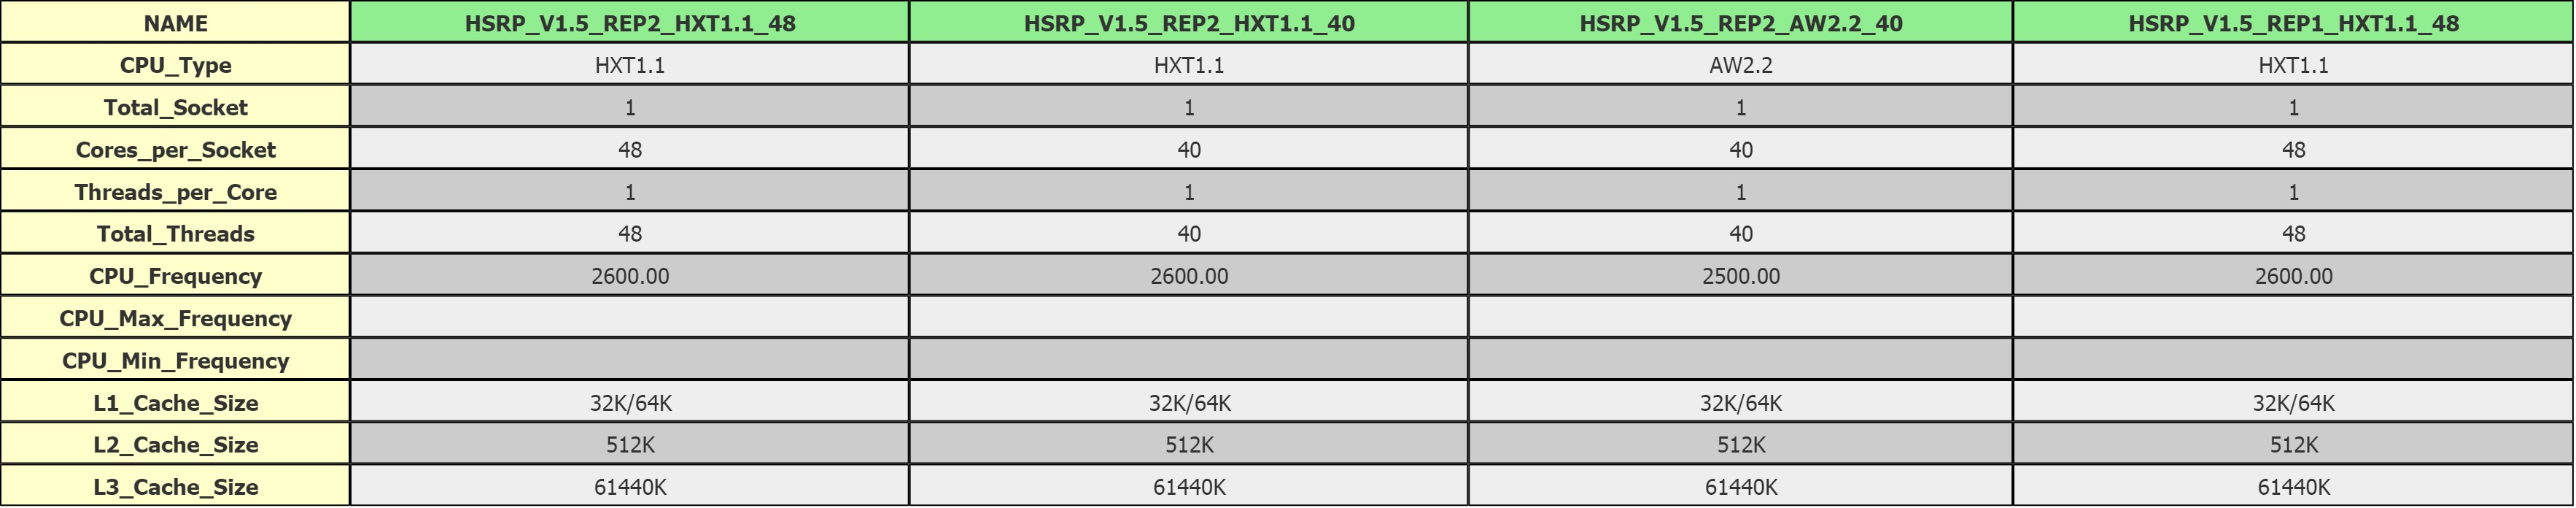 NAME HSRP_V1.5_REP2_HXT1.1_48 HSRP_V1.5_REP2_HXT1.1_40 HSRP_V1.5_REP2_AW2.2_40 HSRP_V1.5_REP1_HXT1.1_48
CPU_Type HXT1.1 HXT1.1 AW2.2 HXT1.1
Total_Socket 1 1 1 1
Cores_per_Socket 48 40 40 48
Threads_per_Core 1 1 1 1
Total_Threads 48 40 40 48
CPU_Frequency 2600.00 2600.00 2500.00 2600.00
CPU_Max_Frequency
CPU_Min_Frequency
L1_Cache_Size 32K/64K 32K/64K 32K/64K 32K/64K
L2_Cache_Size 512K 512K 512K 512K
L3_Cache_Size 61440K 61440K 61440K 61440K